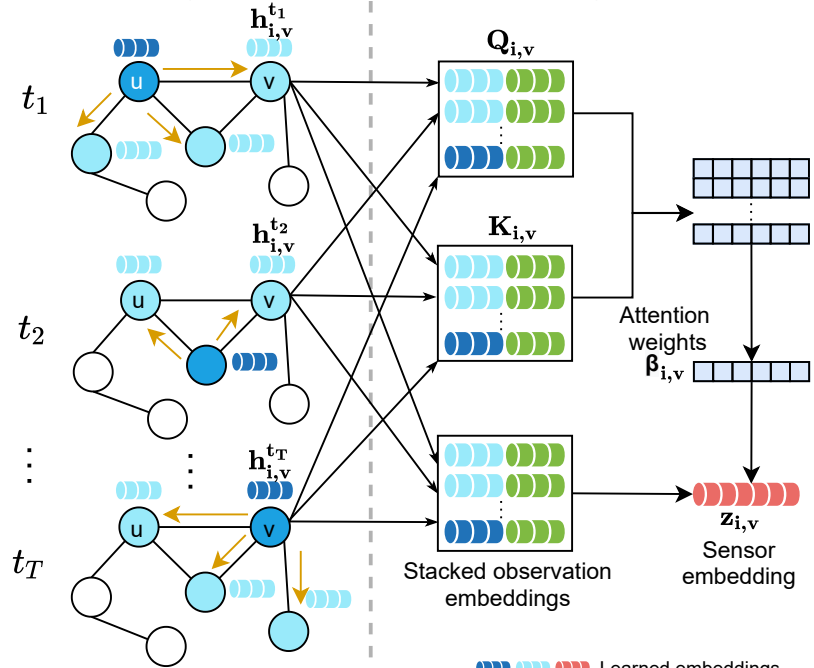 h_{i,v}^{t_1}
Q_{i,v}
u
v
t_1
K_{i,v}
h_{i,v}^{t_2}
u
v
t_2
Attention
weights
β_{i,v}
⋮
⋮
h_{i,v}^{t_T}
u
v
z_{i,v}
t_T
Stacked observation
embeddings
Sensor
embedding
Learned embeddings